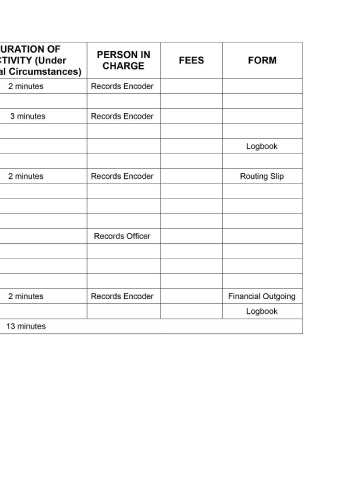 URATION OF
CTIVITY (Under
al Circumstances)
PERSON IN
CHARGE
FEES
FORM
2 minutes
Records Encoder
3 minutes
Records Encoder
Logbook
2 minutes
Records Encoder
Routing Slip
Records Officer
2 minutes
Records Encoder
Financial Outgoing
Logbook
13 minutes